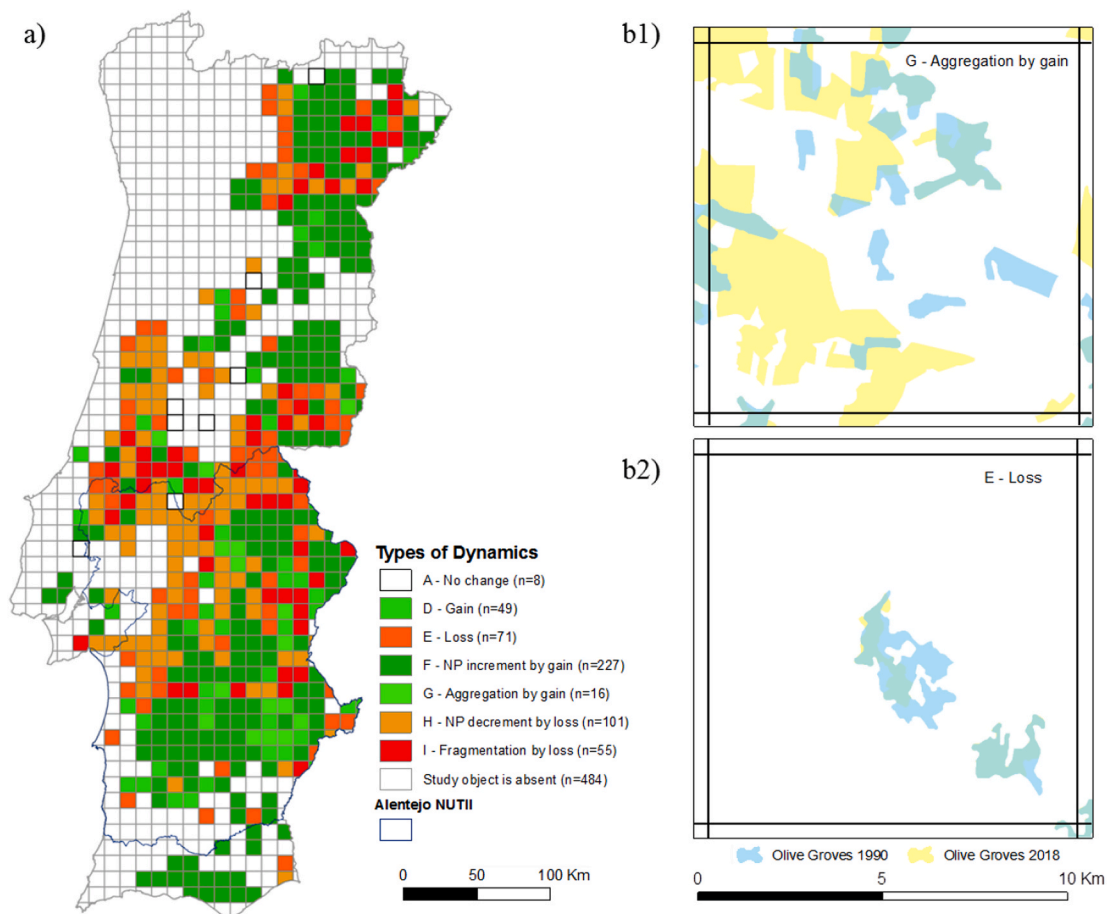 a)
b1)
G - Aggregation by gain
b2)
E - Loss
Types of Dynamics
A - No change (n=8)
D - Gain (n=49)
E - Loss (n=71)
F - NP increment by gain (n=227)
G - Aggregation by gain (n=16)
H - NP decrement by loss (n=101)
I - Fragmentation by loss (n=55)
Study object is absent (n=484)
Alentejo NUTII
0 50 100 Km
Olive Groves 1990 Olive Groves 2018
0 5 10 Km